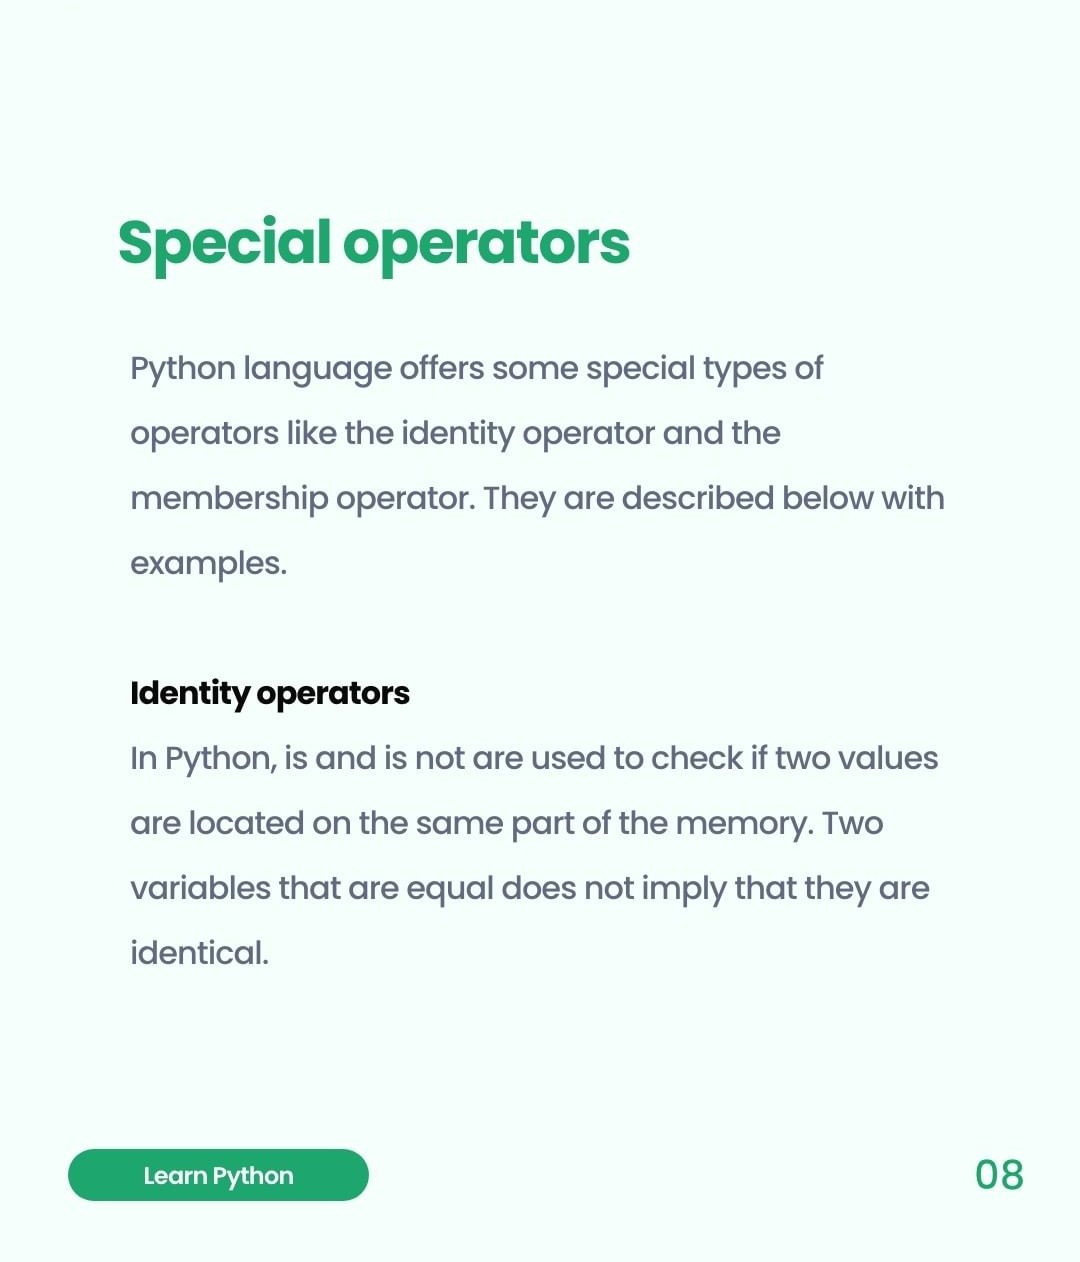 Special operators
Python language offers some special types of
operators like the identity operator and the
membership operator. They are described below with
examples.
Identity operators
In Python, is and is not are used to check if two values
are located on the same part of the memory. Two
variables that are equal does not imply that they are
identical.
Learn Python
08